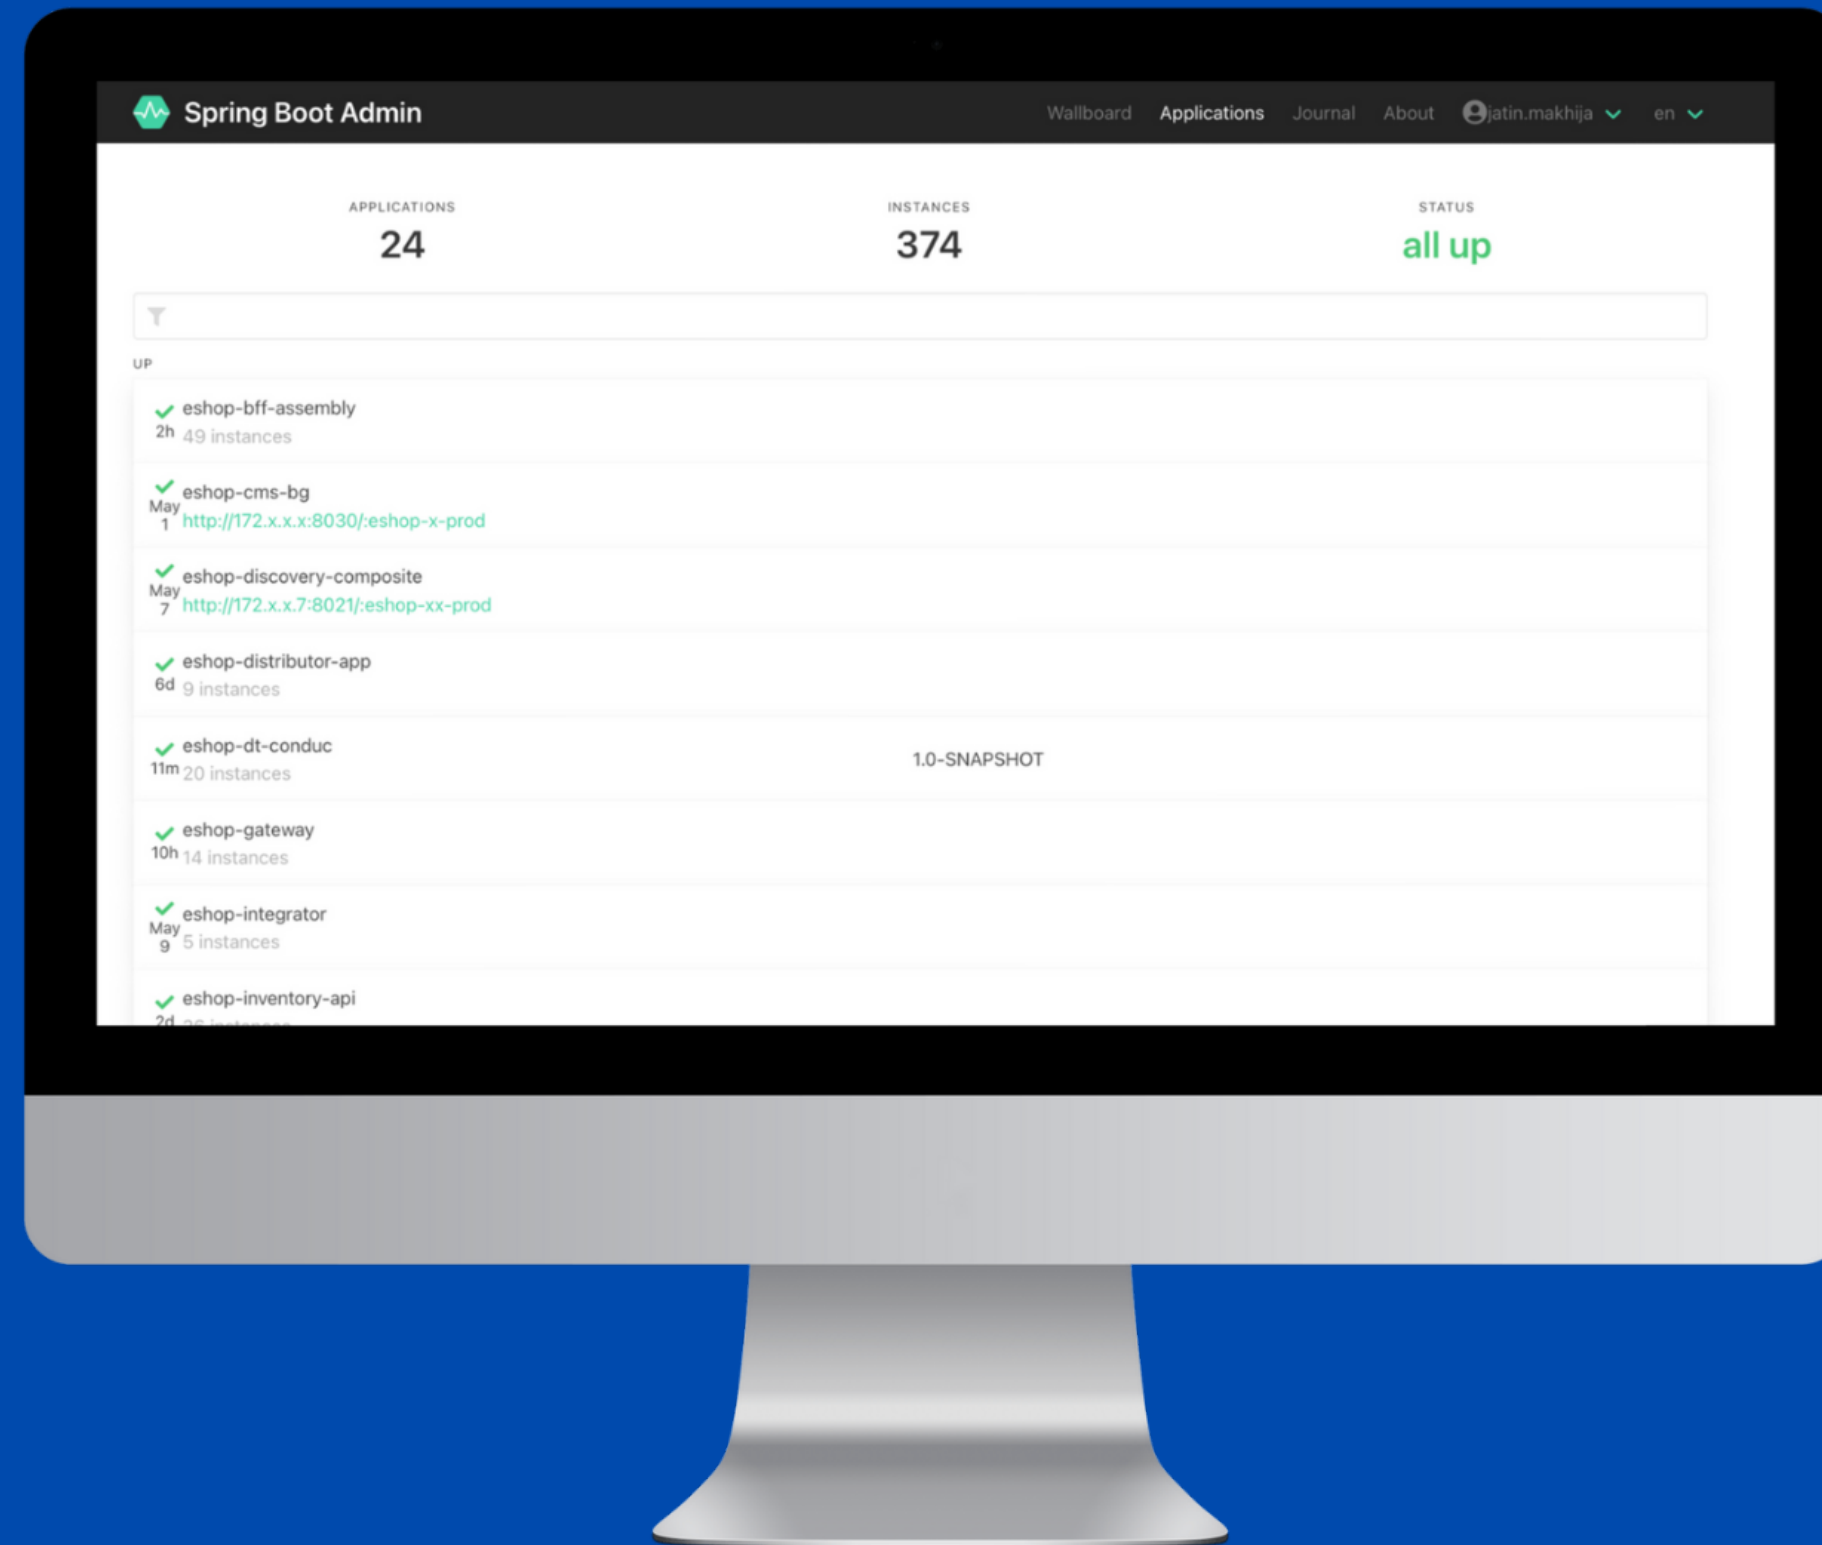 Spring Boot Admin
Wallboard Applications Journal About jatin.makhija en
APPLICATIONS INSTANCES STATUS
24 374 all up
UP
eshop-bff-assembly
2h 49 instances
eshop-cms-bg
May
1 http://172.x.x.x:8030/:eshop-x-prod
eshop-discovery-composite
May
7 http://172.x.x.7:8021/:eshop-xx-prod
eshop-distributor-app
6d 9 instances
eshop-dt-conduc
1.0-SNAPSHOT
11m 20 instances
eshop-gateway
10h 14 instances
eshop-integrator
May
9 5 instances
eshop-inventory-api
2d